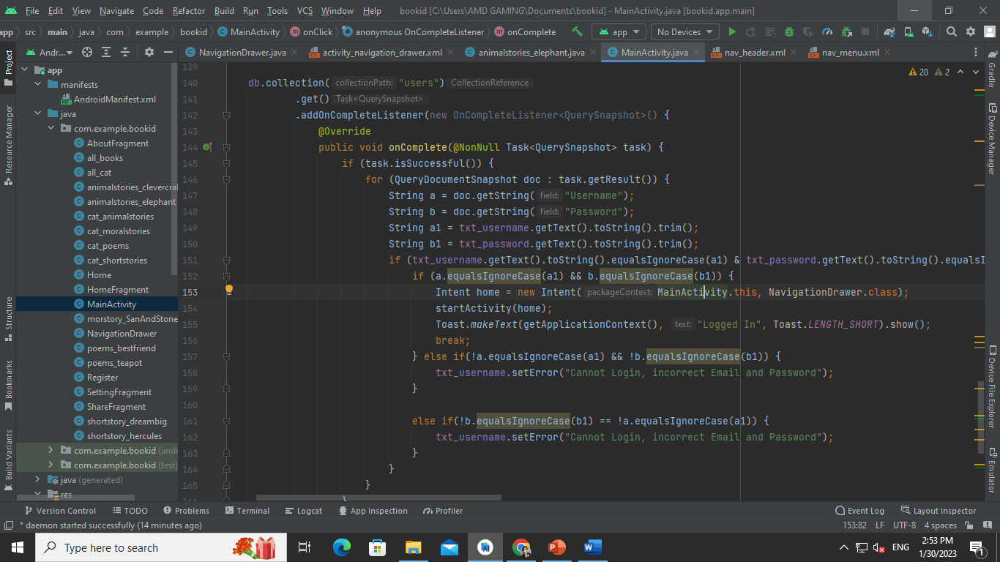 File Edit View Navigate Code Refactor Build Run Tools VCS Window Help bookid [C:\Users\AMD GAMING\Documents\bookid] - MainActivity.java [bookid.app.main]
app src main java com example bookid MainActivity onClick anonymous OnCompleteListener onComplete app No Devices
Andr... NavigationDrawer.java activity_navigation_drawer.xml animalstories_elephant.java MainActivity.java nav_header.xml nav_menu.xml
Project
Resource Manager
Structure
Bookmarks
Build Variants
app
manifests
AndroidManifest.xml
java
com.example.bookid
AboutFragment
all_books
all_cat
animalstories_clevercral
animalstories_elephant
cat_animalstories
cat_moralstories
cat_poems
cat_shortstories
Home
HomeFragment
MainActivity
morstory_SanAndStone
NavigationDrawer
poems_bestfriend
poems_teapot
Register
SettingFragment
ShareFragment
shortstory_dreambig
shortstory_hercules
com.example.bookid (andr
com.example.bookid (test)
java (generated)
res
20 2
139
140 db.collection( collectionPath: "users") CollectionReference
141 .get() Task<QuerySnapshot>
142 .addOnCompleteListener(new OnCompleteListener<QuerySnapshot>() {
143 @Override
144 public void onComplete(@NonNull Task<QuerySnapshot> task) {
145 if (task.isSuccessful()) {
146 for (QueryDocumentSnapshot doc : task.getResult()) {
147 String a = doc.getString( field: "Username");
148 String b = doc.getString( field: "Password");
149 String a1 = txt_username.getText().toString().trim();
150 String b1 = txt_password.getText().toString().trim();
151 if (txt_username.getText().toString().equalsIgnoreCase(a1) & txt_password.getText().toString().equalsI
152 if (a.equalsIgnoreCase(a1) && b.equalsIgnoreCase(b1)) {
153 Intent home = new Intent( packageContext: MainActivity.this, NavigationDrawer.class);
154 startActivity(home);
155 Toast.makeText(getApplicationContext(), text: "Logged In", Toast.LENGTH_SHORT).show();
156 break;
157 } else if(!a.equalsIgnoreCase(a1) && !b.equalsIgnoreCase(b1)) {
158 txt_username.setError("Cannot Login, incorrect Email and Password");
159 }
160
161 else if(!b.equalsIgnoreCase(b1) == !a.equalsIgnoreCase(a1)) {
162 txt_username.setError("Cannot Login, incorrect Email and Password");
163 }
164 }
165 }
166 }
Gradle
Device Manager
Device File Explorer
Emulator
Version Control TODO Problems Terminal Logcat App Inspection Profiler Event Log Layout Inspector
* daemon started successfully (14 minutes ago) 153:82 LF UTF-8 4 spaces
Type here to search
ENG
2:53 PM
1/30/2023
1